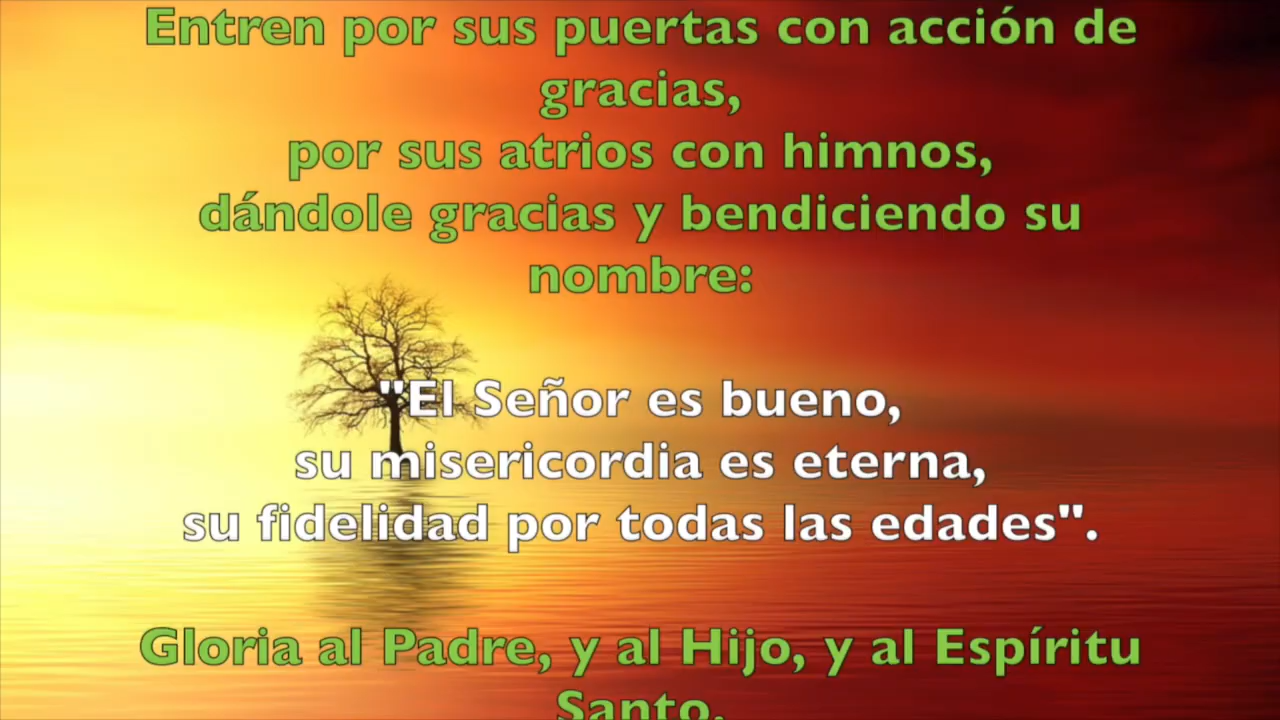 Entren por sus puertas con acción de
gracias,
por sus atrios con himnos,
dándole gracias y bendiciendo su
nombre:
"El Señor es bueno,
su misericordia es eterna,
su fidelidad por todas las edades".
Gloria al Padre, y al Hijo, y al Espíritu
Santo.